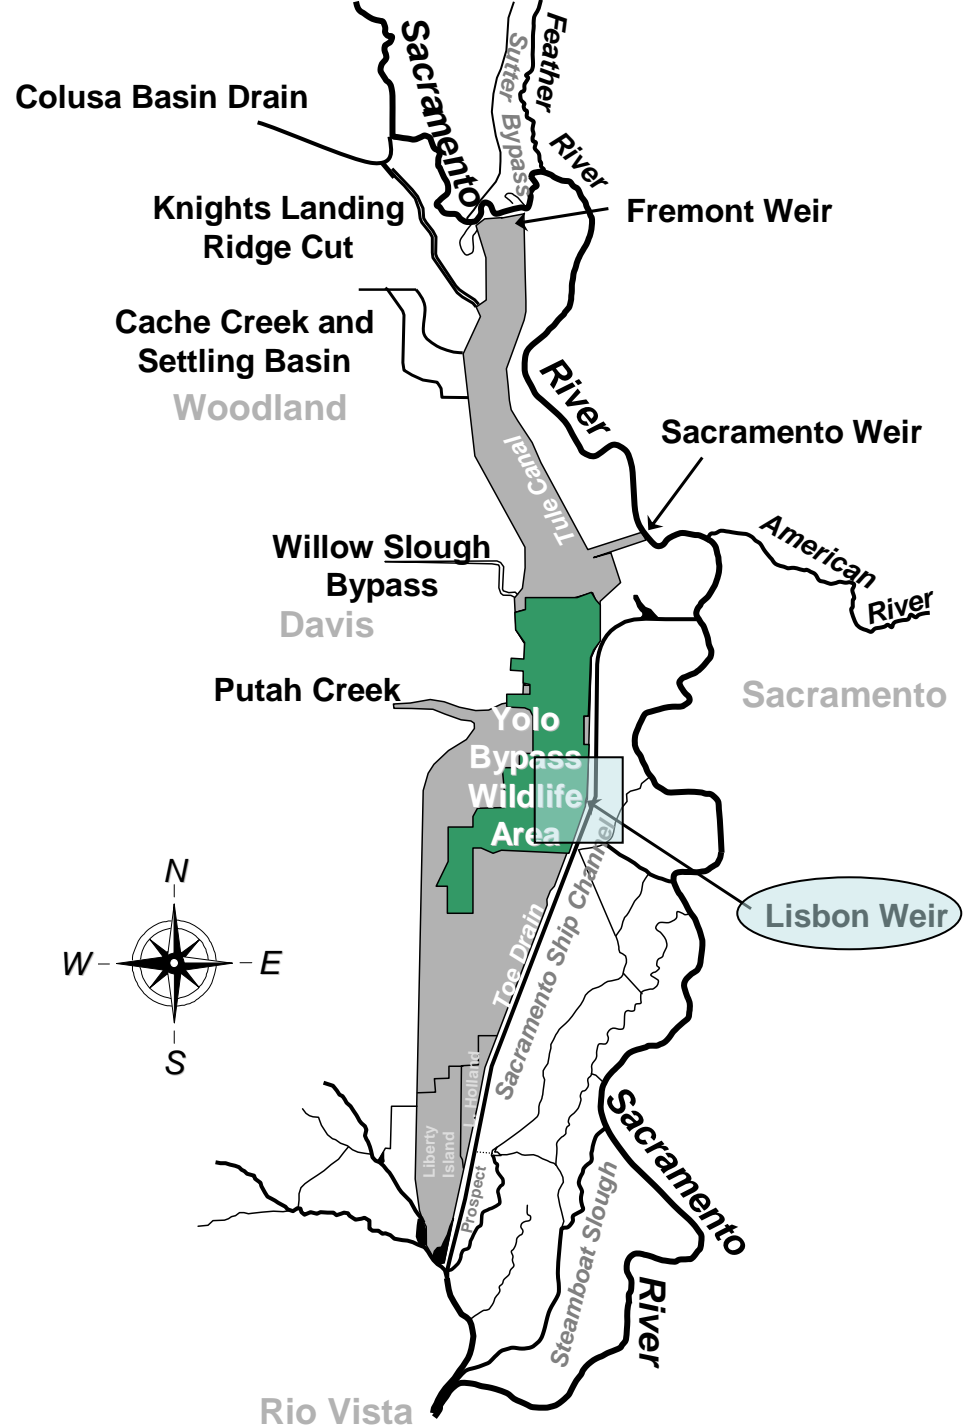 Sacramento
Sutter Bypass
Feather
River
Colusa Basin Drain
Knights Landing
Ridge Cut
Fremont Weir
Cache Creek and
Settling Basin
Woodland
River
Sacramento Weir
Tule Canal
American
River
Willow Slough
Bypass
Davis
Putah Creek
Sacramento
Yolo
Bypass
Wildlife
Area
Lisbon Weir
Toe Drain
Sacramento Ship Channel
N
W
E
S
L. Holland
Liberty
Island
Prospect
Sacramento
Steamboat Slough
River
Rio Vista